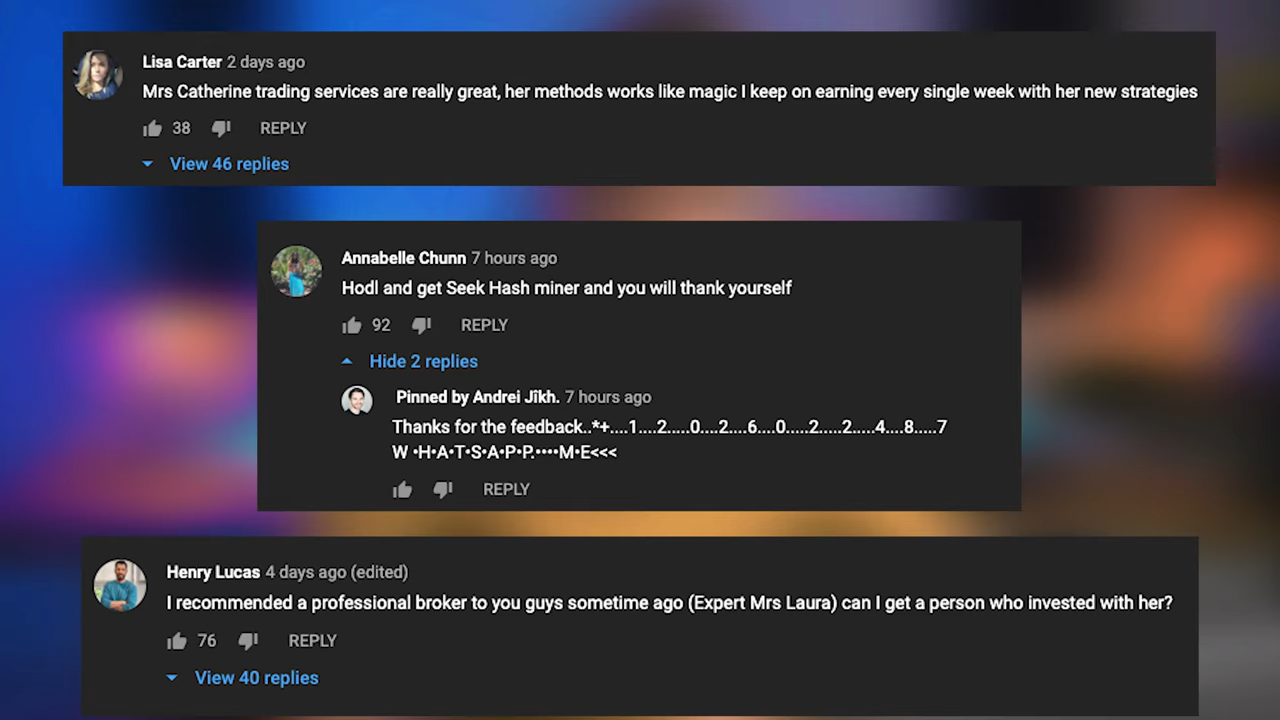 Lisa Carter 2 days ago
Mrs Catherine trading services are really great, her methods works like magic I keep on earning every single week with her new strategies
38 REPLY
View 46 replies
Annabelle Chunn 7 hours ago
Hodl and get Seek Hash miner and you will thank yourself
92 REPLY
Hide 2 replies
Pinned by Andrei Jîkh. 7 hours ago
Thanks for the feedback..*+....1....2.....0....2....6....0.....2.....2.....4....8.....7
W •H•A•T•S•A•P•P.••••M•E<<<
REPLY
Henry Lucas 4 days ago (edited)
I recommended a professional broker to you guys sometime ago (Expert Mrs Laura) can I get a person who invested with her?
76 REPLY
View 40 replies